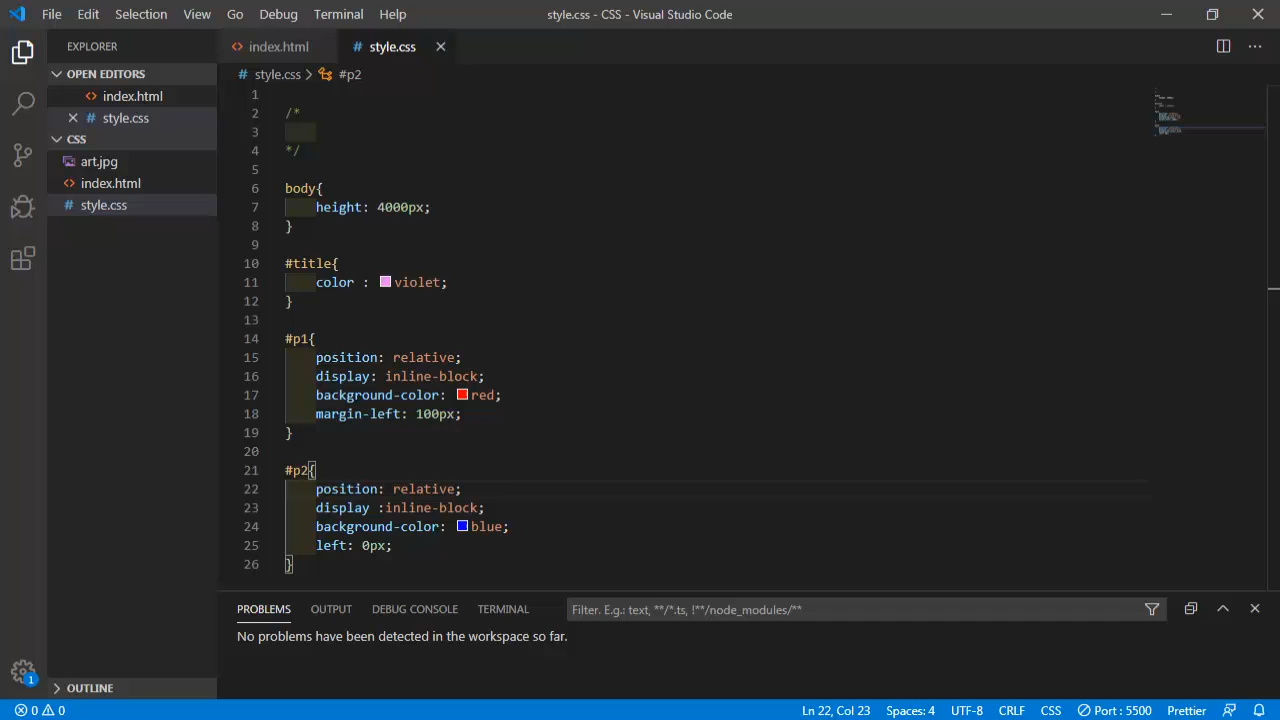 File Edit Selection View Go Debug Terminal Help style.css - CSS - Visual Studio Code
EXPLORER
OPEN EDITORS
index.html
style.css
CSS
art.jpg
index.html
style.css
OUTLINE
1
index.html style.css
# style.css #p2
1
2 /*
3
4 */
5
6 body{
7 height: 4000px;
8 }
9
10 #title{
11 color : violet;
12 }
13
14 #p1{
15 position: relative;
16 display: inline-block;
17 background-color: red;
18 margin-left: 100px;
19 }
20
21 #p2{
22 position: relative;
23 display :inline-block;
24 background-color: blue;
25 left: 0px;
26 }
PROBLEMS OUTPUT DEBUG CONSOLE TERMINAL Filter. E.g.: text, **/*.ts, !**/node_modules/**
No problems have been detected in the workspace so far.
0 0 Ln 22, Col 23 Spaces: 4 UTF-8 CRLF CSS Port : 5500 Prettier